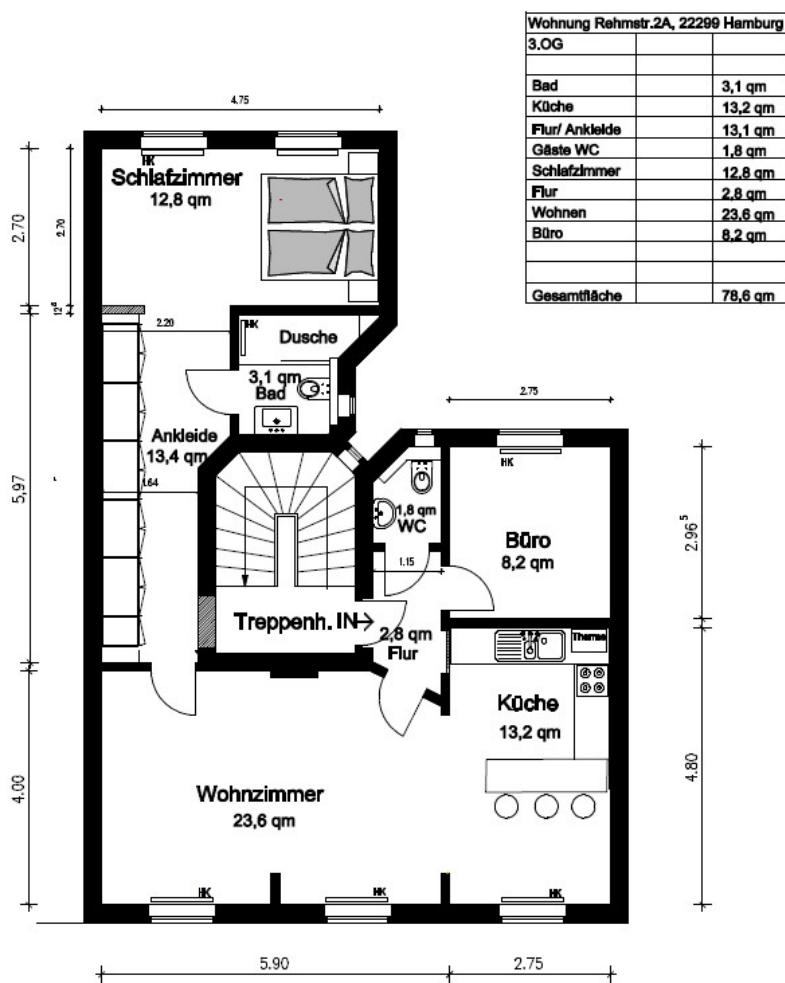 Wohnung Rehmstr.2A, 22299 Hamburg
3.OG
Bad 3,1 qm
Küche 13,2 qm
Flur/ Ankleide 13,1 qm
Gäste WC 1,8 qm
Schlafzimmer 12,8 qm
Flur 2,8 qm
Wohnen 23,6 qm
Büro 8,2 qm
Gesamtfläche 78,6 qm
4.75
HK
Schlafzimmer
12,8 qm
2.70
2.70
12⁵
2.20
HK
Dusche
3,1 qm
Bad
2.75
Ankleide
13,4 qm
HK
5,97
1.64
1,8 qm
WC
2.96⁵
Büro
8,2 qm
1.15
Treppenh. IN
2,8 qm
Flur
Therme
Küche
13,2 qm
4.00
Wohnzimmer
23,6 qm
4.80
HK
HK
HK
5.90
2.75